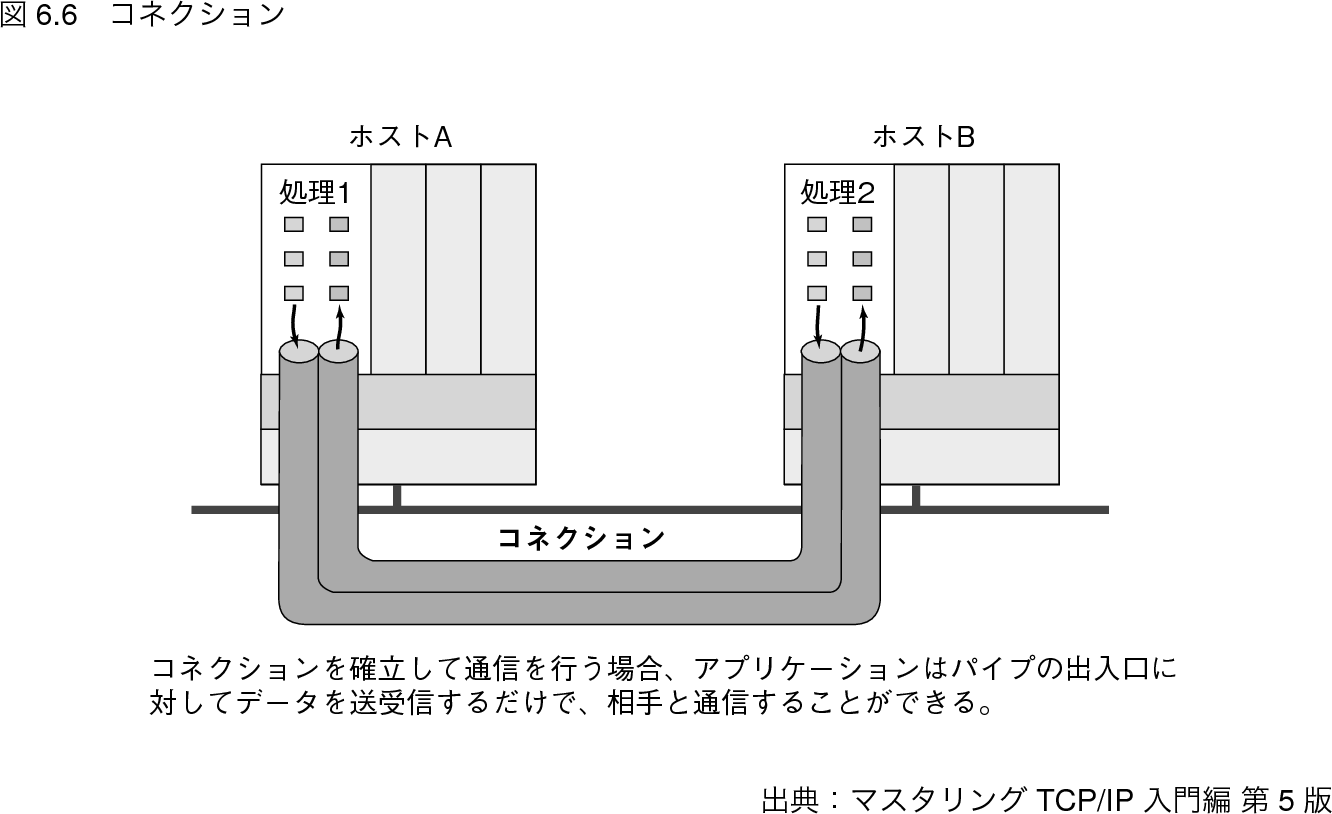 図 6.6　コネクション
ホストA
ホストB
処理1
処理2
コネクション
コネクションを確立して通信を行う場合、アプリケーションはパイプの出入口に
対してデータを送受信するだけで、相手と通信することができる。
出典：マスタリング TCP/IP 入門編 第 5 版